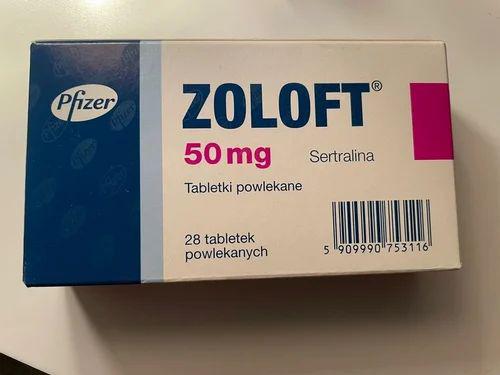 Pfizer
ZOLOFT®
50 mg Sertralina
Tabletki powlekane
28 tabletek
powlekanych
5 909990 753116